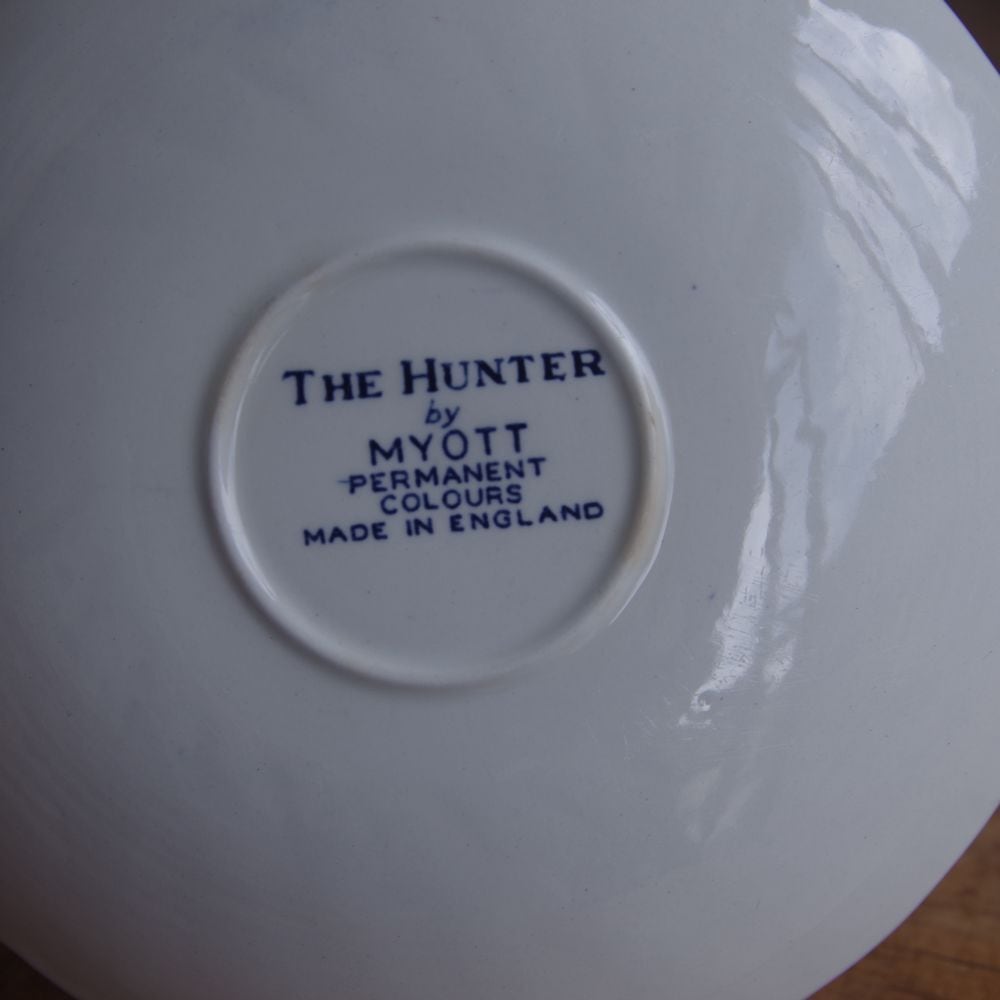 THE HUNTER
by
MYOTT
PERMANENT
COLOURS
MADE IN ENGLAND